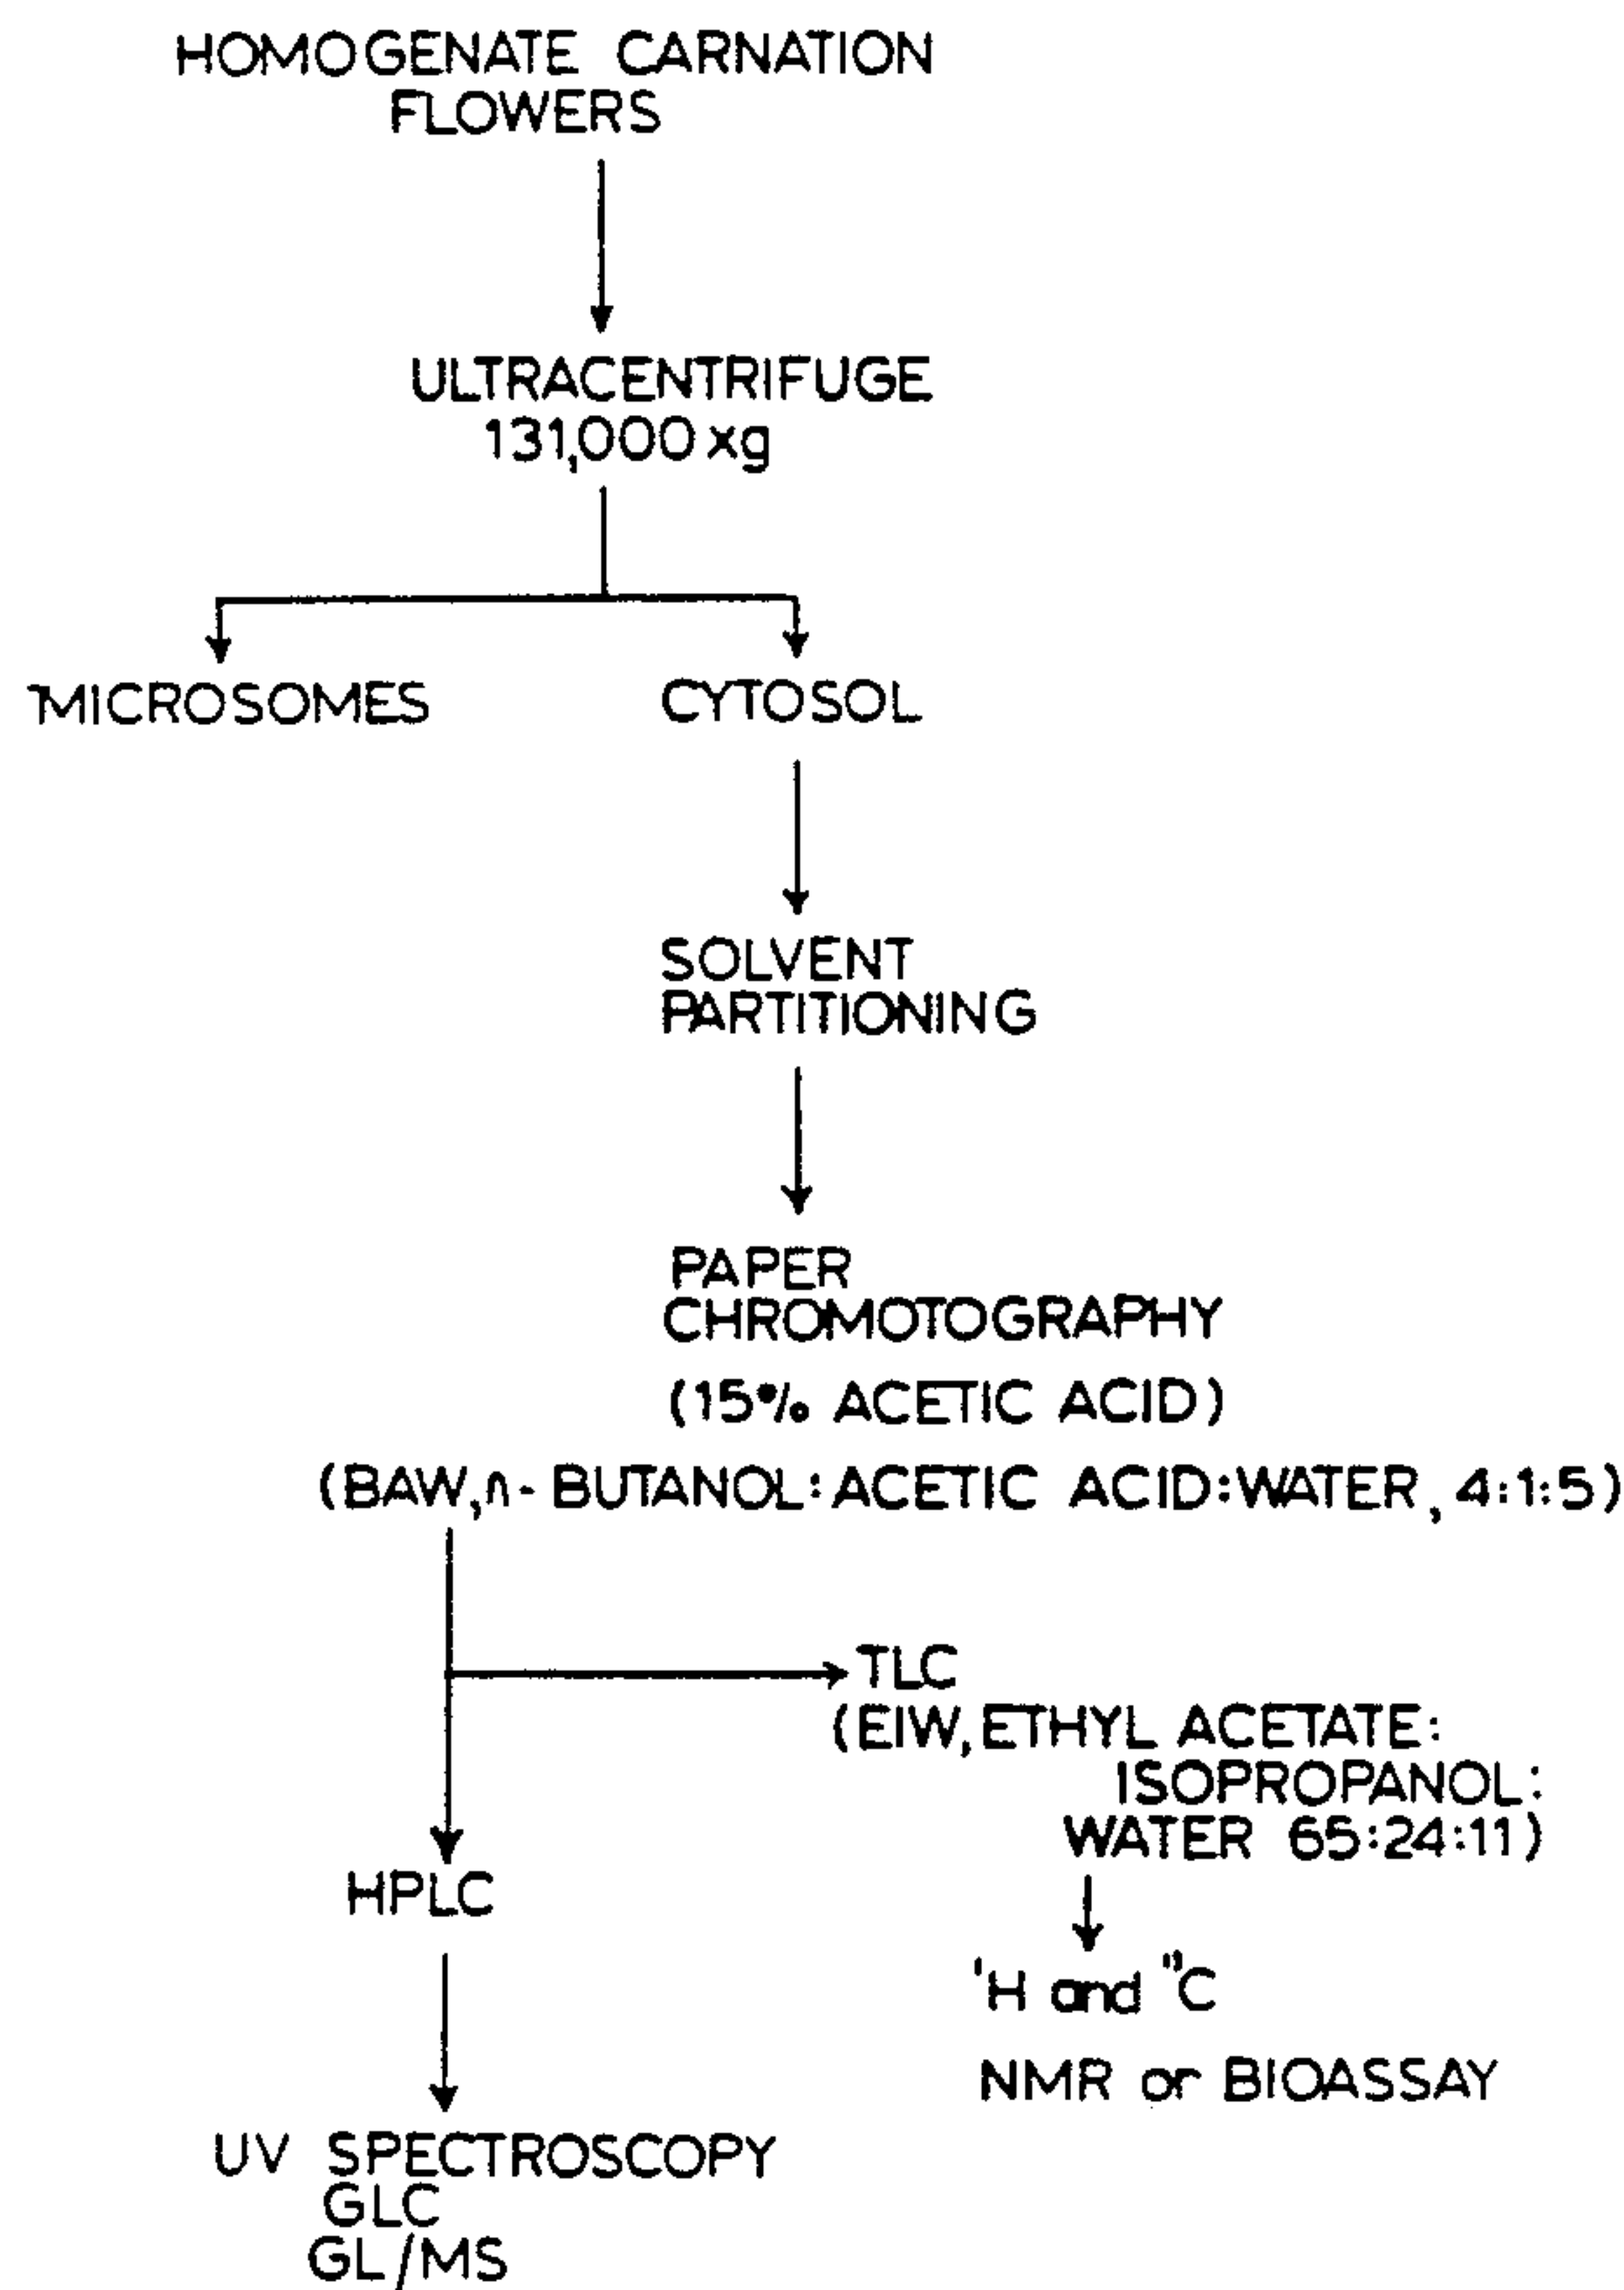 HOMOGENATE CARNATION
FLOWERS
ULTRACENTRIFUGE
131,000 xg
MICROSOMES
CYTOSOL
SOLVENT
PARTITIONING
PAPER
CHROMOTOGRAPHY
(15% ACETIC ACID)
(BAW,n-BUTANOL:ACETIC ACID:WATER, 4:1:5)
TLC
(EIW,ETHYL ACETATE:
ISOPROPANOL:
WATER 65:24:11)
HPLC
¹H and ¹³C
NMR or BIOASSAY
UV SPECTROSCOPY
GLC
GL/MS